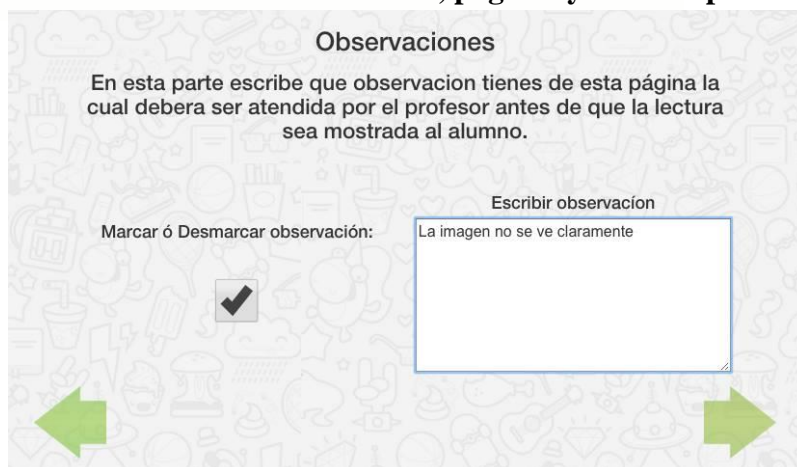 Observaciones
En esta parte escribe que observacion tienes de esta página la
cual debera ser atendida por el profesor antes de que la lectura
sea mostrada al alumno.
Escribir observacíon
Marcar ó Desmarcar observación:
La imagen no se ve claramente